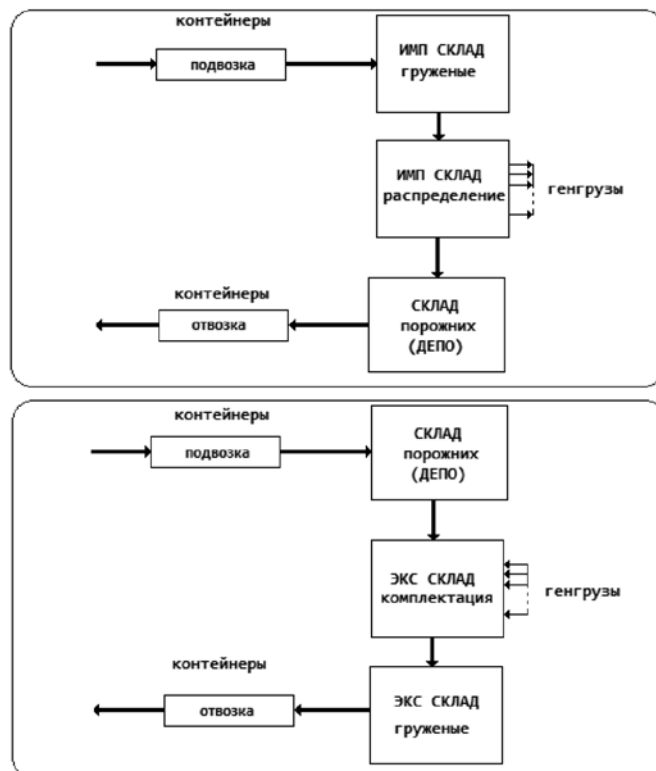 контейнеры
подвозка
ИМП СКЛАД
груженые
ИМП СКЛАД
распределение
генгрузы
контейнеры
отвозка
СКЛАД
порожних
(ДЕПО)
контейнеры
подвозка
СКЛАД
порожних
(ДЕПО)
ЭКС СКЛАД
комплектация
генгрузы
контейнеры
отвозка
ЭКС СКЛАД
груженые